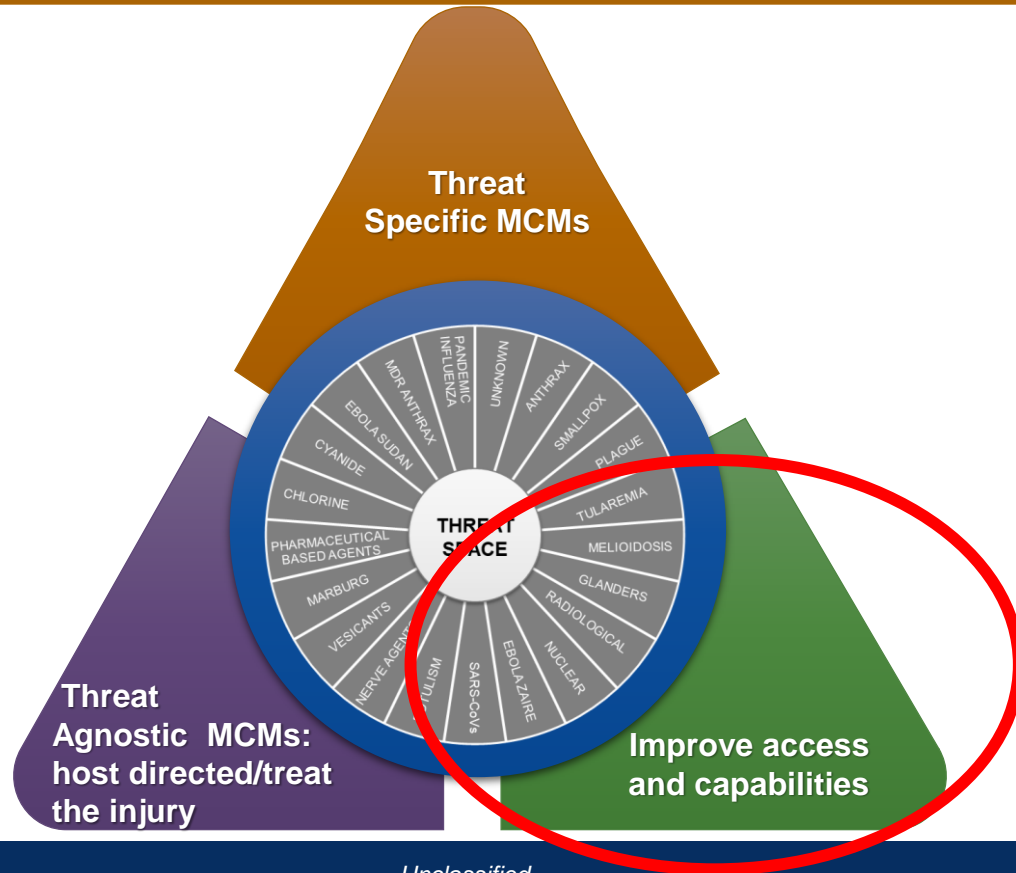 Threat
Specific MCMs
PANDEMIC
INFLUENZA
UNKNOWN
ANTHRAX
SMALLPOX
PLAGUE
TULAREMIA
MELIOIDOSIS
GLANDERS
RADIOLOGICAL
NUCLEAR
EBOLA ZAIRE
SARS-CoVs
NERVE AGENTS
VESICANTS
MARBURG
PHARMACEUTICAL
BASED AGENTS
CHLORINE
CYANIDE
EBOLA SUDAN
MDR ANTHRAX
THREAT
SPACE
Threat
Agnostic MCMs:
host directed/treat
the injury
Improve access
and capabilities
Unclassified